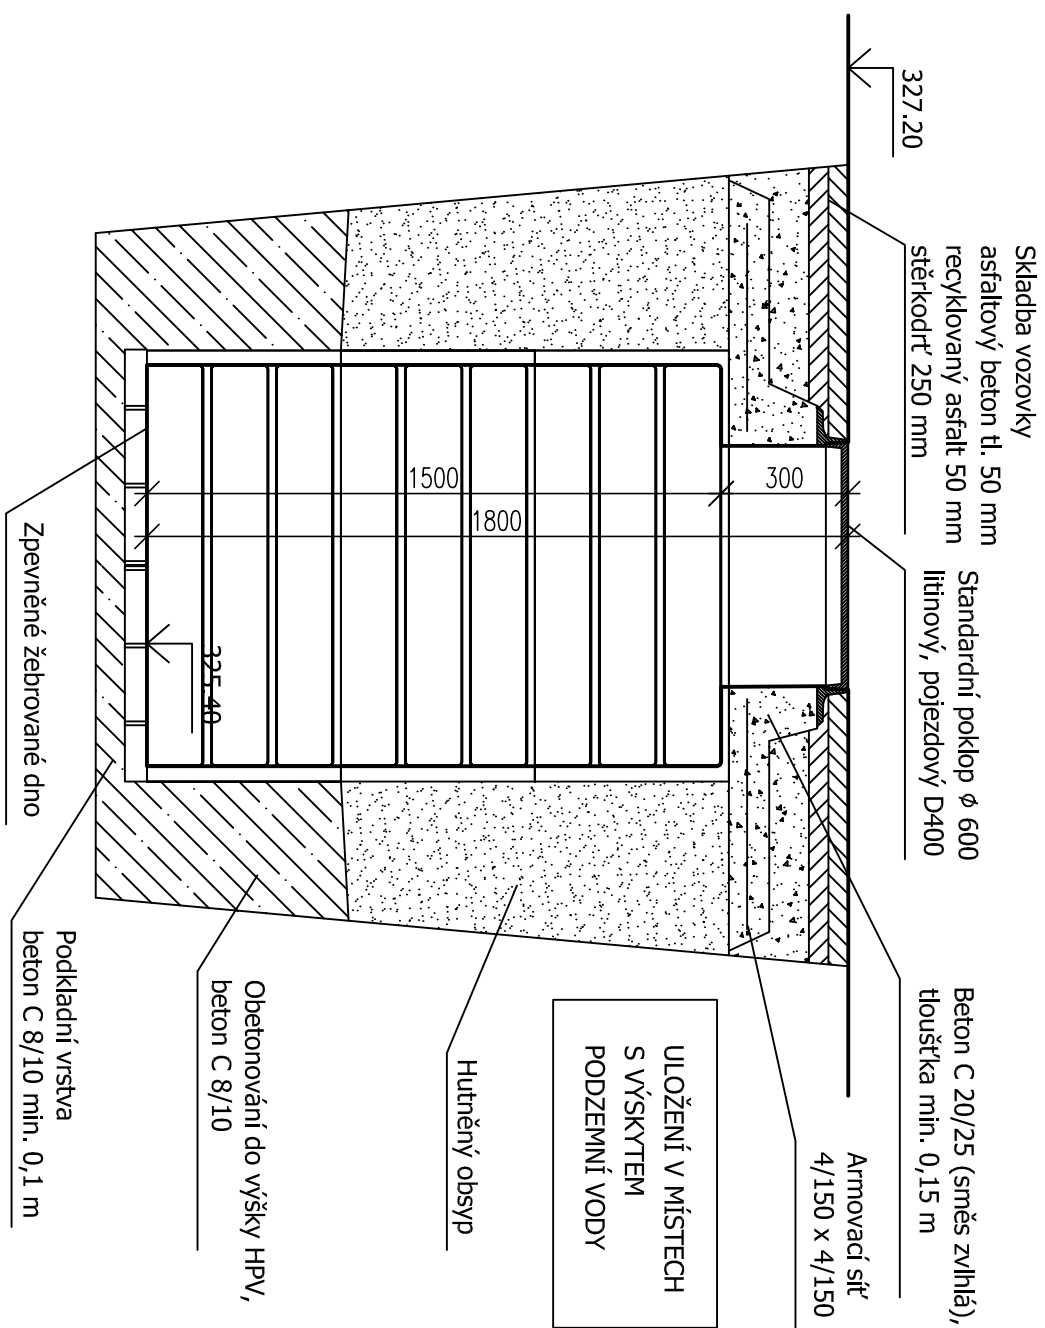 327.20
Skladba vozovky
asfaltový beton tl. 50 mm
recyklovaný asfalt 50 mm
stěrkodrť 250 mm
Standardní poklop ø 600
litinový, pojezdový D400
Beton C 20/25 (směs zvlhlá),
tloušťka min. 0,15 m
Armovací síť
4/150 x 4/150
300
1500
1800
325.40
ULOŽENÍ V MÍSTECH
S VÝSKYTEM
PODZEMNÍ VODY
Hutněný obsyp
Obetonování do výšky HPV,
beton C 8/10
Zpevněné žebrované dno
Podkladní vrstva
beton C 8/10 min. 0,1 m